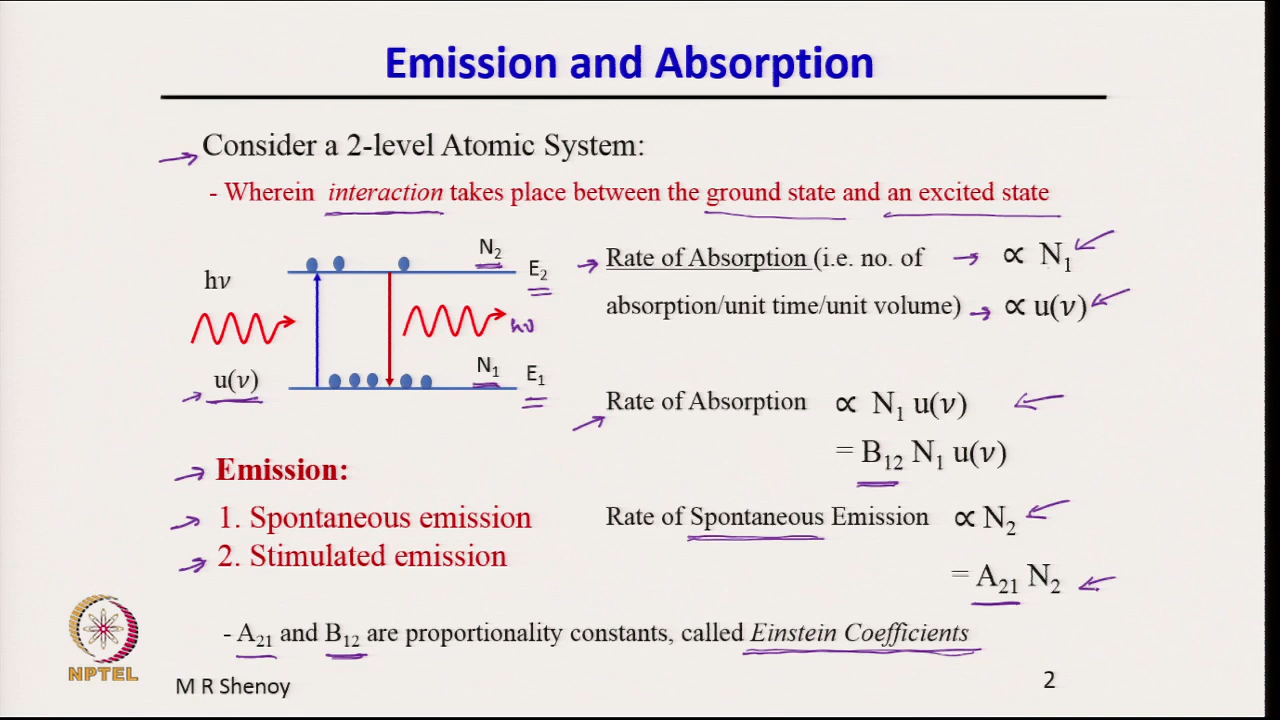 Emission and Absorption
Consider a 2-level Atomic System:
- Wherein interaction takes place between the ground state and an excited state
hν
u(ν)
N₂
E₂
hν
N₁
E₁
Rate of Absorption (i.e. no. of ∝ N₁
absorption/unit time/unit volume) ∝ u(ν)
Rate of Absorption ∝ N₁ u(ν)
= B₁₂ N₁ u(ν)
Emission:
1. Spontaneous emission
2. Stimulated emission
Rate of Spontaneous Emission ∝ N₂
= A₂₁ N₂
- A₂₁ and B₁₂ are proportionality constants, called Einstein Coefficients
NPTEL
M R Shenoy
2